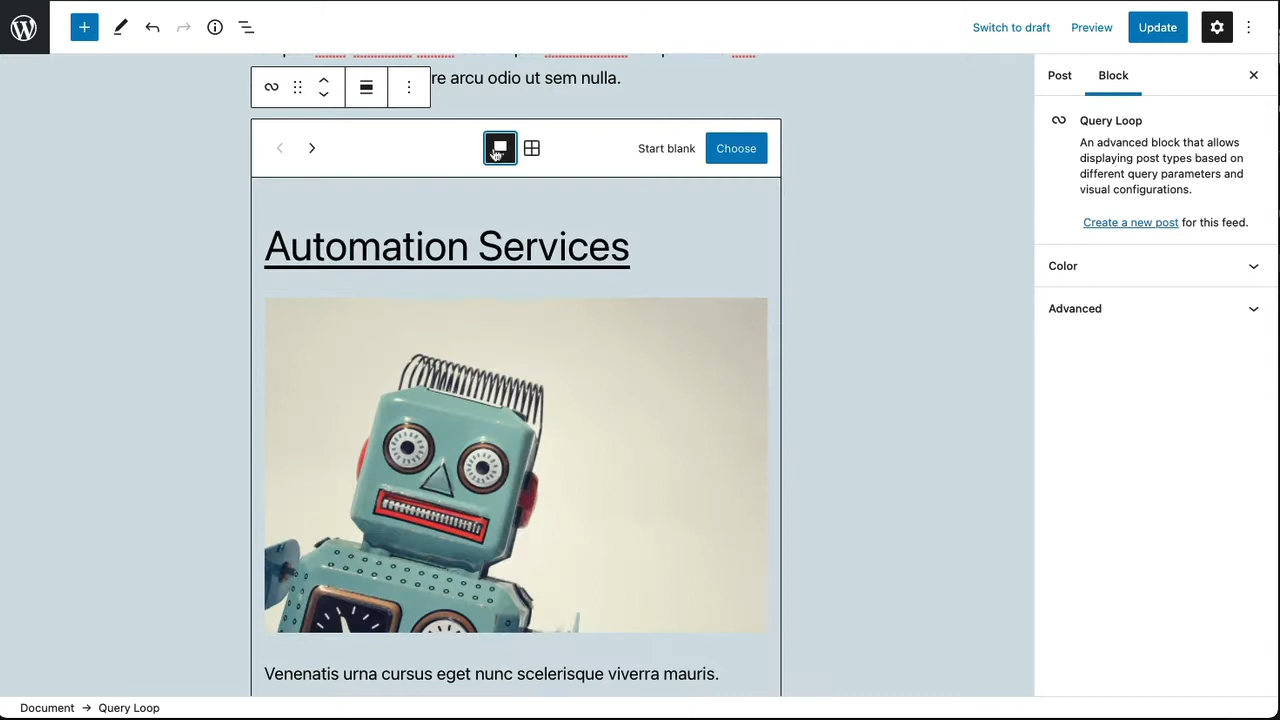 Switch to draft Preview Update
re arcu odio ut sem nulla.
Start blank Choose
Automation Services
Venenatis urna cursus eget nunc scelerisque viverra mauris.
Post Block
Query Loop
An advanced block that allows
displaying post types based on
different query parameters and
visual configurations.
Create a new post for this feed.
Color
Advanced
Document → Query Loop